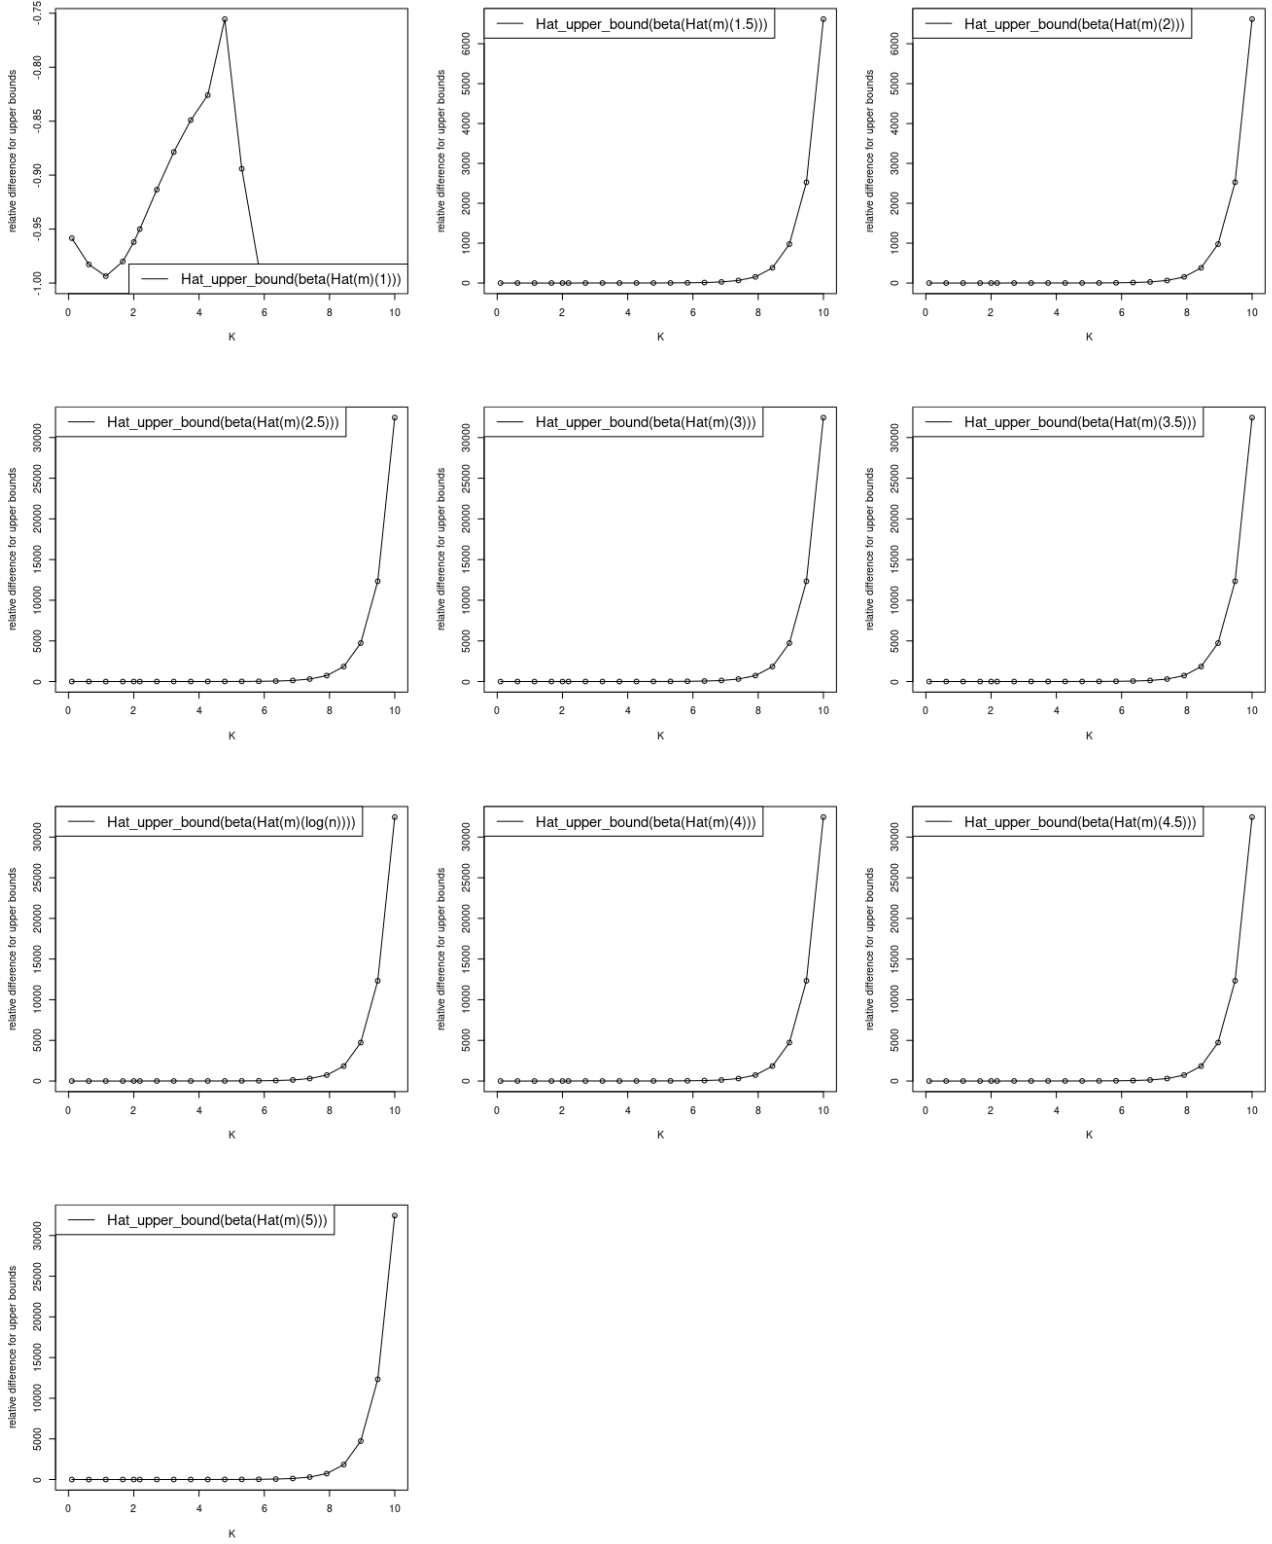 relative difference for upper bounds
-0.75
-0.80
-0.85
-0.90
-0.95
-1.00
Hat_upper_bound(beta(Hat(m)(1)))
0 2 4 6 8 10
K
relative difference for upper bounds
6000
5000
4000
3000
2000
1000
0
Hat_upper_bound(beta(Hat(m)(1.5)))
0 2 4 6 8 10
K
relative difference for upper bounds
6000
5000
4000
3000
2000
1000
0
Hat_upper_bound(beta(Hat(m)(2)))
0 2 4 6 8 10
K
relative difference for upper bounds
30000
25000
20000
15000
10000
5000
0
Hat_upper_bound(beta(Hat(m)(2.5)))
0 2 4 6 8 10
K
relative difference for upper bounds
30000
25000
20000
15000
10000
5000
0
Hat_upper_bound(beta(Hat(m)(3)))
0 2 4 6 8 10
K
relative difference for upper bounds
30000
25000
20000
15000
10000
5000
0
Hat_upper_bound(beta(Hat(m)(3.5)))
0 2 4 6 8 10
K
relative difference for upper bounds
30000
25000
20000
15000
10000
5000
0
Hat_upper_bound(beta(Hat(m)(log(n))))
0 2 4 6 8 10
K
relative difference for upper bounds
30000
25000
20000
15000
10000
5000
0
Hat_upper_bound(beta(Hat(m)(4)))
0 2 4 6 8 10
K
relative difference for upper bounds
30000
25000
20000
15000
10000
5000
0
Hat_upper_bound(beta(Hat(m)(4.5)))
0 2 4 6 8 10
K
relative difference for upper bounds
30000
25000
20000
15000
10000
5000
0
Hat_upper_bound(beta(Hat(m)(5)))
0 2 4 6 8 10
K